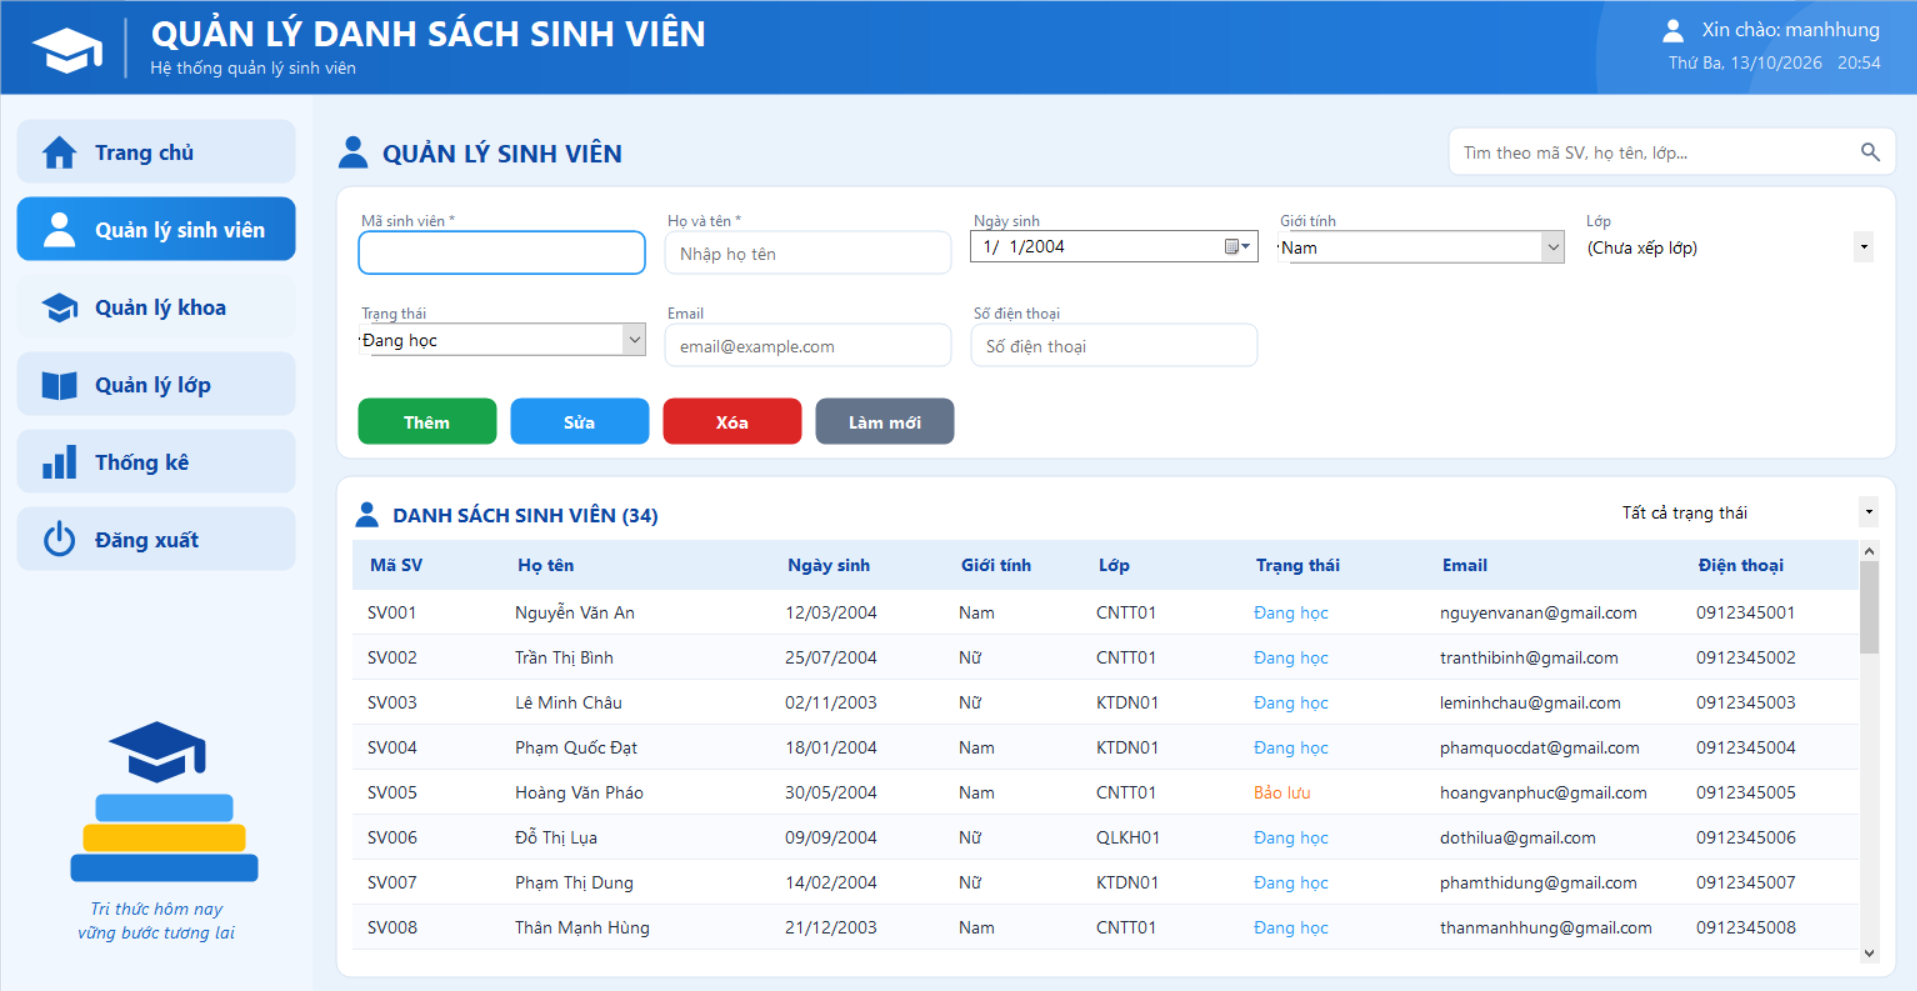 QUẢN LÝ DANH SÁCH SINH VIÊN
Hệ thống quản lý sinh viên
Xin chào: manhhung
Thứ Ba, 13/10/2026 20:54
Trang chủ
Quản lý sinh viên
Quản lý khoa
Quản lý lớp
Thống kê
Đăng xuất
Tri thức hôm nay
vững bước tương lai
QUẢN LÝ SINH VIÊN
Tìm theo mã SV, họ tên, lớp...
Mã sinh viên * Họ và tên * Ngày sinh Giới tính Lớp
Nhập họ tên 1/ 1/2004 Nam (Chưa xếp lớp)
Trạng thái Email Số điện thoại
Đang học email@example.com Số điện thoại
Thêm Sửa Xóa Làm mới
DANH SÁCH SINH VIÊN (34) Tất cả trạng thái
Mã SV Họ tên Ngày sinh Giới tính Lớp Trạng thái Email Điện thoại
SV001 Nguyễn Văn An 12/03/2004 Nam CNTT01 Đang học nguyenvanan@gmail.com 0912345001
SV002 Trần Thị Bình 25/07/2004 Nữ CNTT01 Đang học tranthibinh@gmail.com 0912345002
SV003 Lê Minh Châu 02/11/2003 Nữ KTDN01 Đang học leminhchau@gmail.com 0912345003
SV004 Phạm Quốc Đạt 18/01/2004 Nam KTDN01 Đang học phamquocdat@gmail.com 0912345004
SV005 Hoàng Văn Pháo 30/05/2004 Nam CNTT01 Bảo lưu hoangvanphuc@gmail.com 0912345005
SV006 Đỗ Thị Lụa 09/09/2004 Nữ QLKH01 Đang học dothilua@gmail.com 0912345006
SV007 Phạm Thị Dung 14/02/2004 Nữ KTDN01 Đang học phamthidung@gmail.com 0912345007
SV008 Thân Mạnh Hùng 21/12/2003 Nam CNTT01 Đang học thanmanhhung@gmail.com 0912345008